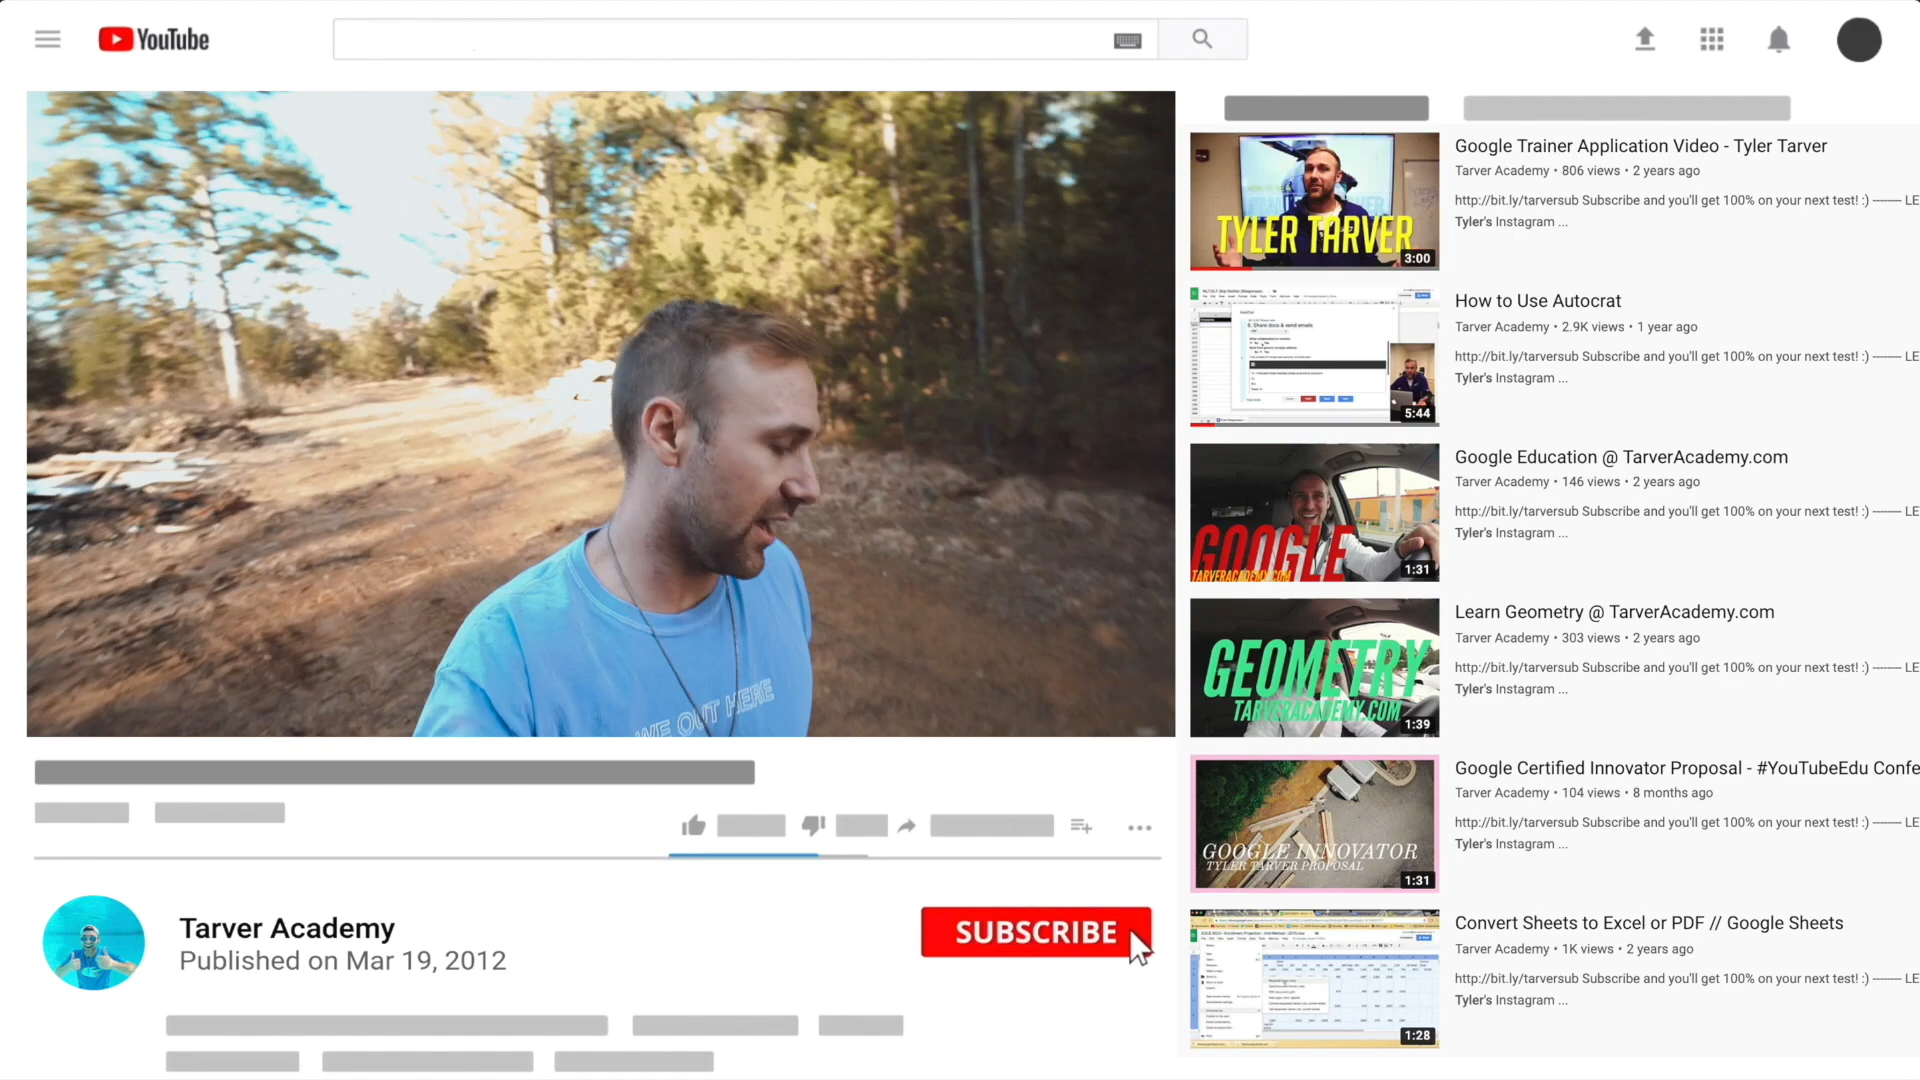 YouTube
WE OUT HERE
Tarver Academy
Published on Mar 19, 2012
SUBSCRIBE
TYLER TARVER
3:00
Google Trainer Application Video - Tyler Tarver
Tarver Academy • 806 views • 2 years ago
http://bit.ly/tarversub Subscribe and you'll get 100% on your next test! :) -------- LE
Tyler's Instagram ...
8. Share docs & send emails
5:44
How to Use Autocrat
Tarver Academy • 2.9K views • 1 year ago
http://bit.ly/tarversub Subscribe and you'll get 100% on your next test! :) -------- LE
Tyler's Instagram ...
GOOGLE
TARVERACADEMY.COM
1:31
Google Education @ TarverAcademy.com
Tarver Academy • 146 views • 2 years ago
http://bit.ly/tarversub Subscribe and you'll get 100% on your next test! :) -------- LE
Tyler's Instagram ...
GEOMETRY
TARVERACADEMY.COM
1:39
Learn Geometry @ TarverAcademy.com
Tarver Academy • 303 views • 2 years ago
http://bit.ly/tarversub Subscribe and you'll get 100% on your next test! :) -------- LE
Tyler's Instagram ...
GOOGLE INNOVATOR
TYLER TARVER PROPOSAL
1:31
Google Certified Innovator Proposal - #YouTubeEdu Confe
Tarver Academy • 104 views • 8 months ago
http://bit.ly/tarversub Subscribe and you'll get 100% on your next test! :) -------- LE
Tyler's Instagram ...
1:28
Convert Sheets to Excel or PDF // Google Sheets
Tarver Academy • 1K views • 2 years ago
http://bit.ly/tarversub Subscribe and you'll get 100% on your next test! :) -------- LE
Tyler's Instagram ...